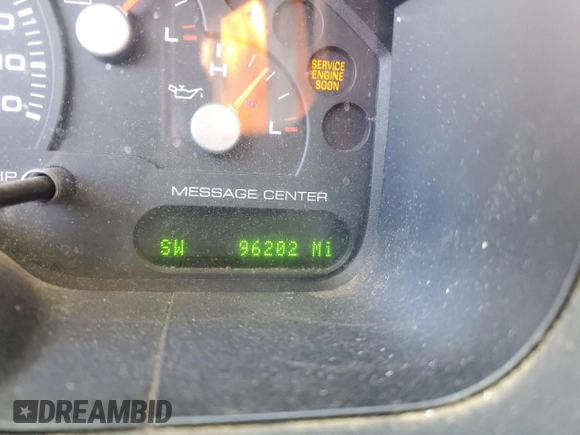 L
H
SERVICE
ENGINE
SOON
L
MESSAGE CENTER
SW 96202 Mi
DREAMBID